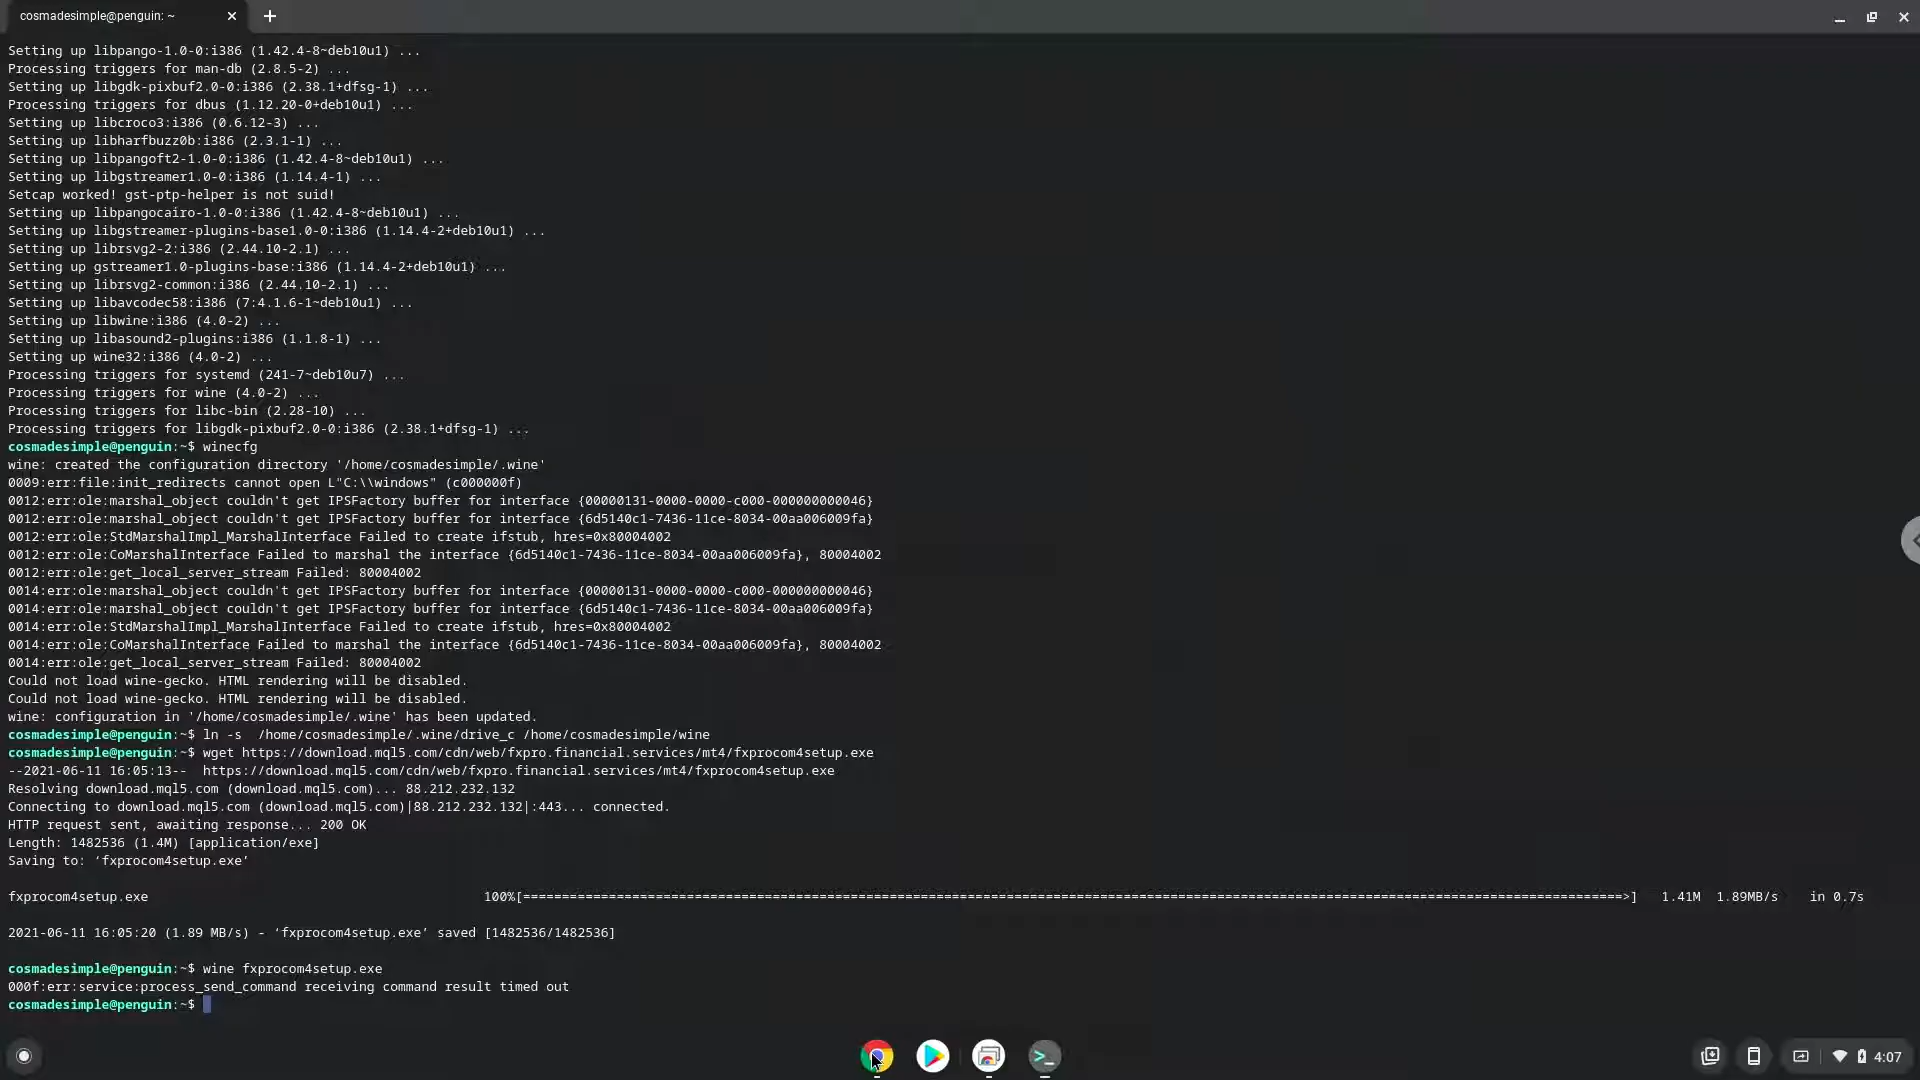 cosmadesimple@penguin: ~
Setting up libpango-1.0-0:i386 (1.42.4-8~deb10u1) ...
Processing triggers for man-db (2.8.5-2) ...
Setting up libgdk-pixbuf2.0-0:i386 (2.38.1+dfsg-1) ...
Processing triggers for dbus (1.12.20-0+deb10u1) ...
Setting up libcroco3:i386 (0.6.12-3) ...
Setting up libharfbuzz0b:i386 (2.3.1-1) ...
Setting up libpangoft2-1.0-0:i386 (1.42.4-8~deb10u1) ...
Setting up libgstreamer1.0-0:i386 (1.14.4-1) ...
Setcap worked! gst-ptp-helper is not suid!
Setting up libpangocairo-1.0-0:i386 (1.42.4-8~deb10u1) ...
Setting up libgstreamer-plugins-base1.0-0:i386 (1.14.4-2+deb10u1) ...
Setting up librsvg2-2:i386 (2.44.10-2.1) ...
Setting up gstreamer1.0-plugins-base:i386 (1.14.4-2+deb10u1) ...
Setting up librsvg2-common:i386 (2.44.10-2.1) ...
Setting up libavcodec58:i386 (7:4.1.6-1~deb10u1) ...
Setting up libwine:i386 (4.0-2) ...
Setting up libasound2-plugins:i386 (1.1.8-1) ...
Setting up wine32:i386 (4.0-2) ...
Processing triggers for systemd (241-7~deb10u7) ...
Processing triggers for wine (4.0-2) ...
Processing triggers for libc-bin (2.28-10) ...
Processing triggers for libgdk-pixbuf2.0-0:i386 (2.38.1+dfsg-1) ...
cosmadesimple@penguin:~$ winecfg
wine: created the configuration directory '/home/cosmadesimple/.wine'
0009:err:file:init_redirects cannot open L"C:\\windows" (c000000f)
0012:err:ole:marshal_object couldn't get IPSFactory buffer for interface {00000131-0000-0000-c000-000000000046}
0012:err:ole:marshal_object couldn't get IPSFactory buffer for interface {6d5140c1-7436-11ce-8034-00aa006009fa}
0012:err:ole:StdMarshalImpl_MarshalInterface Failed to create ifstub, hres=0x80004002
0012:err:ole:CoMarshalInterface Failed to marshal the interface {6d5140c1-7436-11ce-8034-00aa006009fa}, 80004002
0012:err:ole:get_local_server_stream Failed: 80004002
0014:err:ole:marshal_object couldn't get IPSFactory buffer for interface {00000131-0000-0000-c000-000000000046}
0014:err:ole:marshal_object couldn't get IPSFactory buffer for interface {6d5140c1-7436-11ce-8034-00aa006009fa}
0014:err:ole:StdMarshalImpl_MarshalInterface Failed to create ifstub, hres=0x80004002
0014:err:ole:CoMarshalInterface Failed to marshal the interface {6d5140c1-7436-11ce-8034-00aa006009fa}, 80004002
0014:err:ole:get_local_server_stream Failed: 80004002
Could not load wine-gecko. HTML rendering will be disabled.
Could not load wine-gecko. HTML rendering will be disabled.
wine: configuration in '/home/cosmadesimple/.wine' has been updated.
cosmadesimple@penguin:~$ ln -s  /home/cosmadesimple/.wine/drive_c /home/cosmadesimple/wine
cosmadesimple@penguin:~$ wget https://download.mql5.com/cdn/web/fxpro.financial.services/mt4/fxprocom4setup.exe
--2021-06-11 16:05:13--  https://download.mql5.com/cdn/web/fxpro.financial.services/mt4/fxprocom4setup.exe
Resolving download.mql5.com (download.mql5.com)... 88.212.232.132
Connecting to download.mql5.com (download.mql5.com)|88.212.232.132|:443... connected.
HTTP request sent, awaiting response... 200 OK
Length: 1482536 (1.4M) [application/exe]
Saving to: ‘fxprocom4setup.exe’
fxprocom4setup.exe 100%[==============================================>] 1.41M 1.89MB/s in 0.7s
2021-06-11 16:05:20 (1.89 MB/s) - ‘fxprocom4setup.exe’ saved [1482536/1482536]
cosmadesimple@penguin:~$ wine fxprocom4setup.exe
000f:err:service:process_send_command receiving command result timed out
cosmadesimple@penguin:~$
4:07